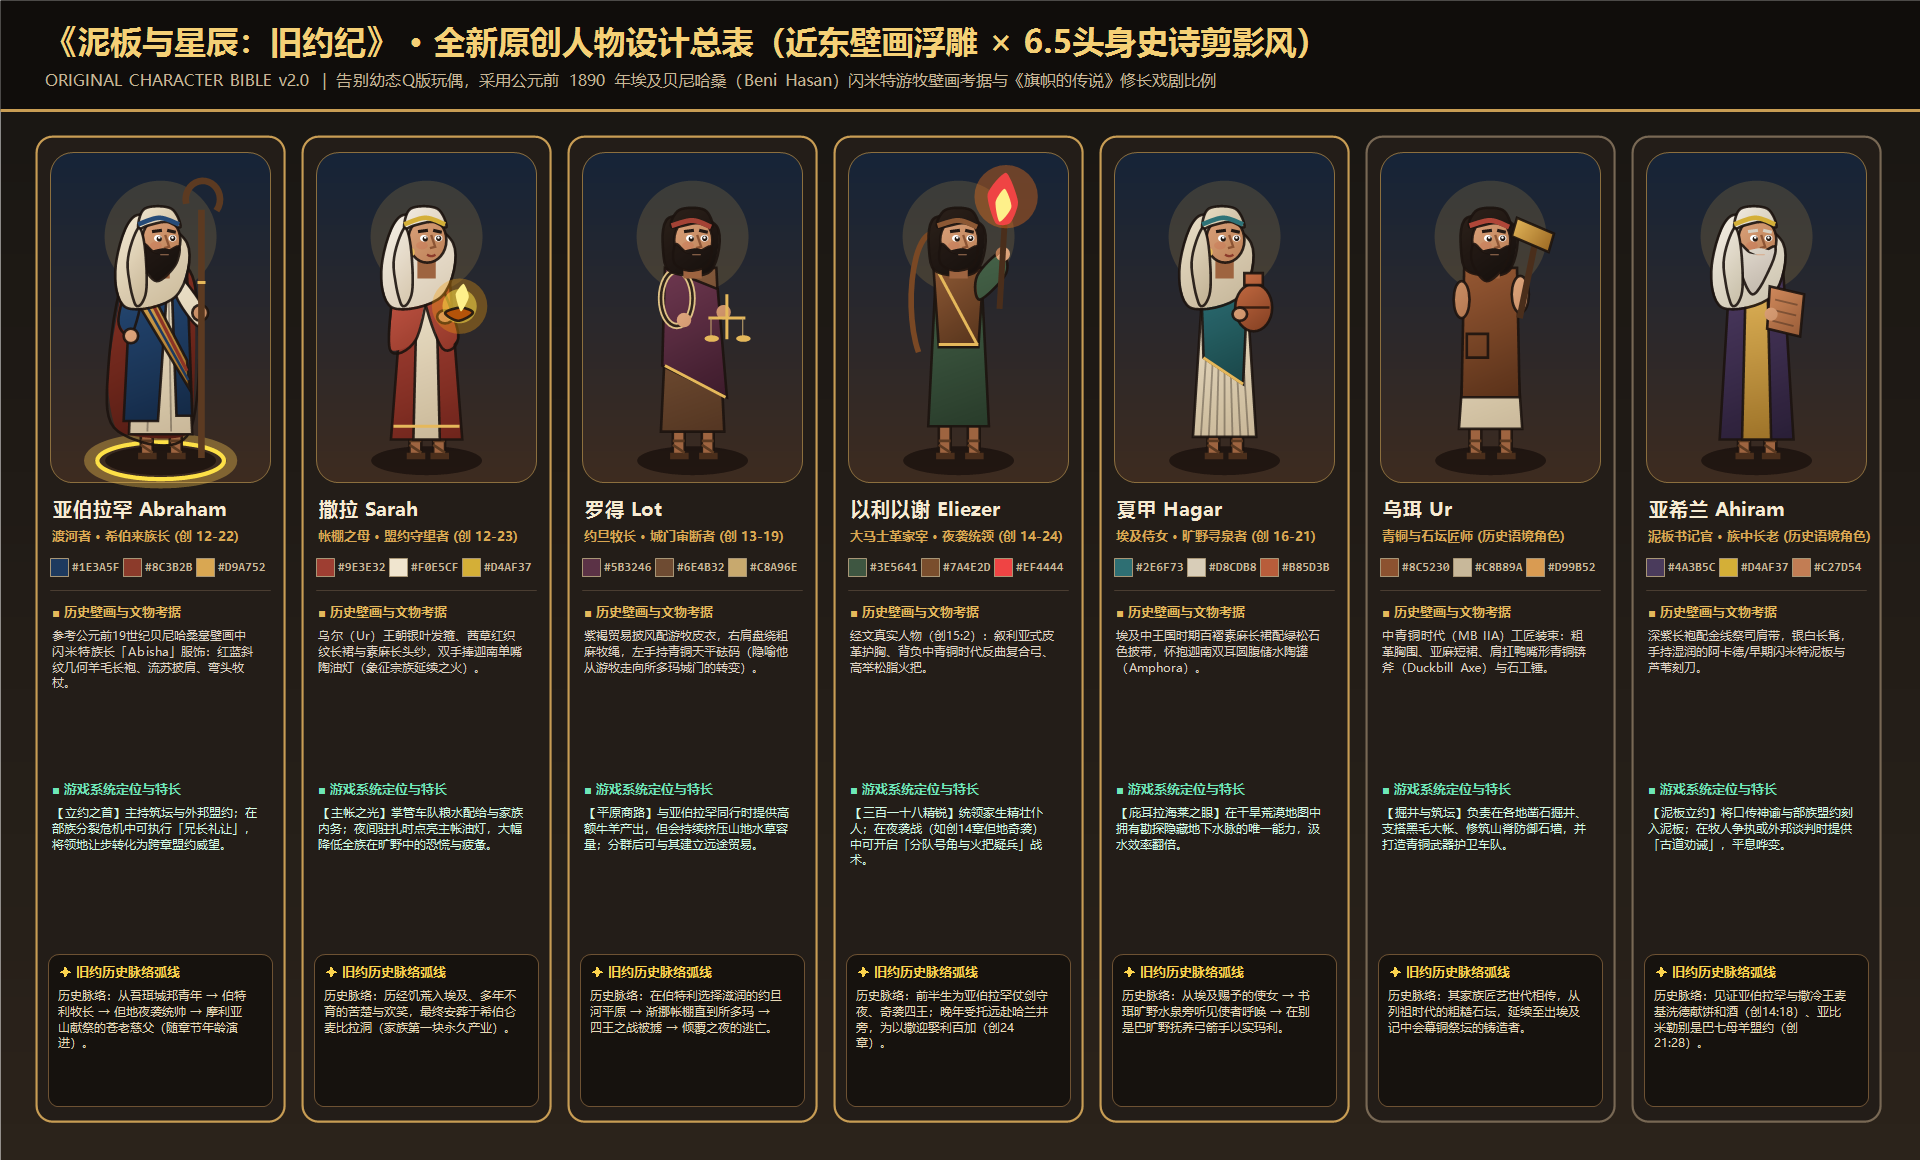 《泥板与星辰：旧约纪》·全新原创人物设计总表（近东壁画浮雕 × 6.5头身史诗剪影风）
ORIGINAL CHARACTER BIBLE v2.0 | 告别幼态Q版玩偶，采用公元前 1890 年埃及贝尼哈桑（Beni Hasan）闪米特游牧壁画考据与《旗帜的传说》修长戏剧比例
亚伯拉罕 Abraham
渡河者 • 希伯来族长 (创 12-22)
#1E3A5F #8C3B2B #D9A752
■ 历史壁画与文物考据
参考公元前19世纪贝尼哈桑墓壁画中
闪米特族长「Abisha」服饰：红蓝斜
纹几何羊毛长袍、流苏披肩、弯头牧
杖。
■ 游戏系统定位与特长
【立约之首】主持筑坛与外邦盟约；在
部族分裂危机中可执行「兄长礼让」，
将领地让步转化为跨章盟约威望。
✦ 旧约历史脉络弧线
历史脉络：从吾珥城邦青年 → 伯特
利牧长 → 但地夜袭统帅 → 摩利亚
山献祭的苍老慈父（随章节年龄演
进）。
撒拉 Sarah
帐棚之母 • 盟约守望者 (创 12-23)
#9E3E32 #F0E5CF #D4AF37
■ 历史壁画与文物考据
乌尔（Ur）王朝银叶发箍、茜草红织
纹长裙与素麻长头纱，双手捧迦南单嘴
陶油灯（象征宗族延续之火）。
■ 游戏系统定位与特长
【主帐之光】掌管车队粮水配给与家族
内务；夜间驻扎时点亮主帐油灯，大幅
降低全族在旷野中的恐慌与疲惫。
✦ 旧约历史脉络弧线
历史脉络：历经饥荒入埃及、多年不
育的苦楚与欢笑，最终安葬于希伯仑
麦比拉洞（家族第一块永久产业）。
罗得 Lot
约旦牧长 • 城门审断者 (创 13-19)
#5B3246 #6E4B32 #C8A96E
■ 历史壁画与文物考据
紫褐贸易披风配游牧皮衣，右肩盘绕粗
麻牧绳，左手持青铜天平砝码（隐喻他
从游牧走向所多玛城门的转变）。
■ 游戏系统定位与特长
【平原商路】与亚伯拉罕同行时提供高
额牛羊产出，但会持续挤压山地水草容
量；分群后可与其建立远途贸易。
✦ 旧约历史脉络弧线
历史脉络：在伯特利选择滋润的约旦
河平原 → 渐挪帐棚直到所多玛 →
四王之战被掳 → 倾覆之夜的逃亡。
以利以谢 Eliezer
大马士革家宰 • 夜袭统领 (创 14-24)
#3E5641 #7A4E2D #EF4444
■ 历史壁画与文物考据
经文真实人物（创15:2）：叙利亚式皮
革护胸、背负中青铜时代反曲复合弓、
高举松脂火把。
■ 游戏系统定位与特长
【三百一十八精锐】统领家生精壮仆
人；在夜袭战（如创14章但地奇袭）
中可开启「分队号角与火把疑兵」战
术。
✦ 旧约历史脉络弧线
历史脉络：前半生为亚伯拉罕仗剑守
夜、奇袭四王；晚年受托远赴哈兰井
旁，为以撒迎娶利百加（创24
章）。
夏甲 Hagar
埃及侍女 • 旷野寻泉者 (创 16-21)
#2E6F73 #D8CDB8 #B85D3B
■ 历史壁画与文物考据
埃及中王国时期百褶素麻长裙配绿松石
色披带，怀抱迦南双耳圆腹储水陶罐
（Amphora）。
■ 游戏系统定位与特长
【庇耳拉海莱之眼】在干旱荒漠地图中
拥有勘探隐藏地下水脉的唯一能力，汲
水效率翻倍。
✦ 旧约历史脉络弧线
历史脉络：从埃及赐予的使女 → 书
珥旷野水泉旁听见使者呼唤 → 在别
是巴旷野抚养弓箭手以实玛利。
乌珥 Ur
青铜与石坛匠师 (历史语境角色)
#8C5230 #C8B89A #D99B52
■ 历史壁画与文物考据
中青铜时代（MB IIA）工匠装束：粗
革胸围、亚麻短裙、肩扛鸭嘴形青铜锛
斧（Duckbill Axe）与石工锤。
■ 游戏系统定位与特长
【掘井与筑坛】负责在各地凿石掘井、
支搭黑毛大帐、修筑山脊防御石墙，并
打造青铜武器护卫车队。
✦ 旧约历史脉络弧线
历史脉络：其家族匠艺世代相传，从
列祖时代的粗糙石坛，延续至出埃及
记中会幕铜祭坛的铸造者。
亚希兰 Ahiram
泥板书记官 • 族中长老 (历史语境角色)
#4A3B5C #D4AF37 #C27D54
■ 历史壁画与文物考据
深紫长袍配金线祭司肩带，银白长髯，
手持湿润的阿卡德/早期闪米特泥板与
芦苇刻刀。
■ 游戏系统定位与特长
【泥板立约】将口传神谕与部族盟约刻
入泥板；在牧人争执或外邦谈判时提供
「古道劝诫」，平息哗变。
✦ 旧约历史脉络弧线
历史脉络：见证亚伯拉罕与撒冷王麦
基洗德献饼和酒（创14:18）、亚比
米勒别是巴七母羊盟约（创
21:28）。